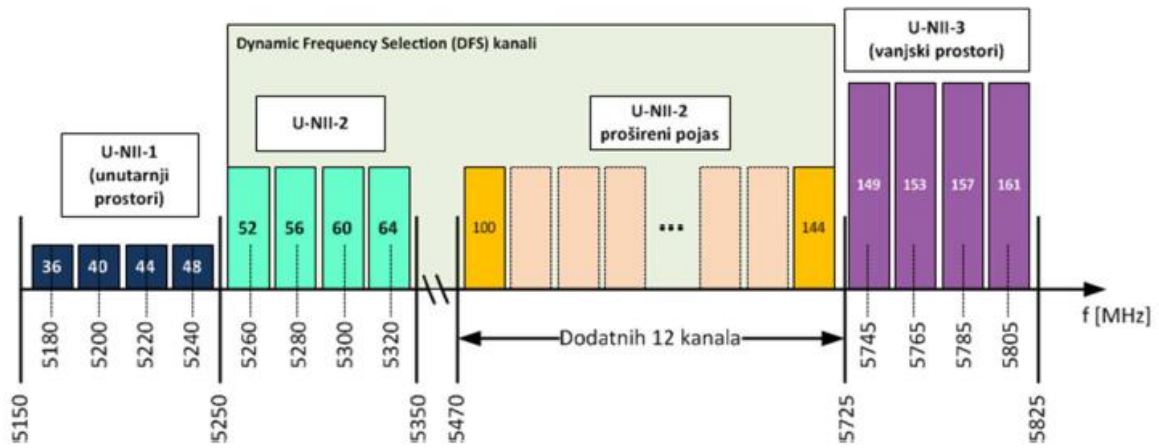 Dynamic Frequency Selection (DFS) kanali
U-NII-3
(vanjski prostori)
U-NII-2
U-NII-2
prošireni pojas
U-NII-1
(unutarnji
prostori)
36 40 44 48
52 56 60 64
100 ... 144
149 153 157 161
f [MHz]
5180 5200 5220 5240
5260 5280 5300 5320
Dodatnih 12 kanala
5745 5765 5785 5805
5150 5250 5350 5470 5725 5825